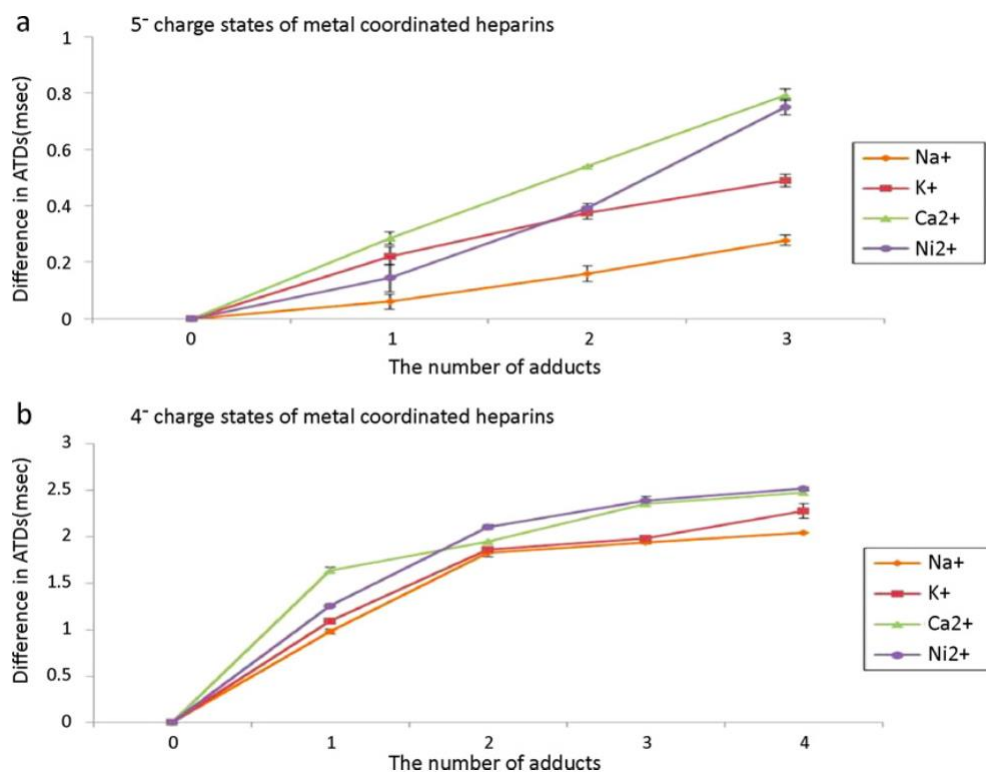 a 5⁻ charge states of metal coordinated heparins
1
0.8
0.6
0.4
0.2
0
Difference in ATDs(msec)
0 1 2 3
The number of adducts
Na+
K+
Ca2+
Ni2+
b 4⁻ charge states of metal coordinated heparins
3
2.5
2
1.5
1
0.5
0
Difference in ATDs(msec)
0 1 2 3 4
The number of adducts
Na+
K+
Ca2+
Ni2+